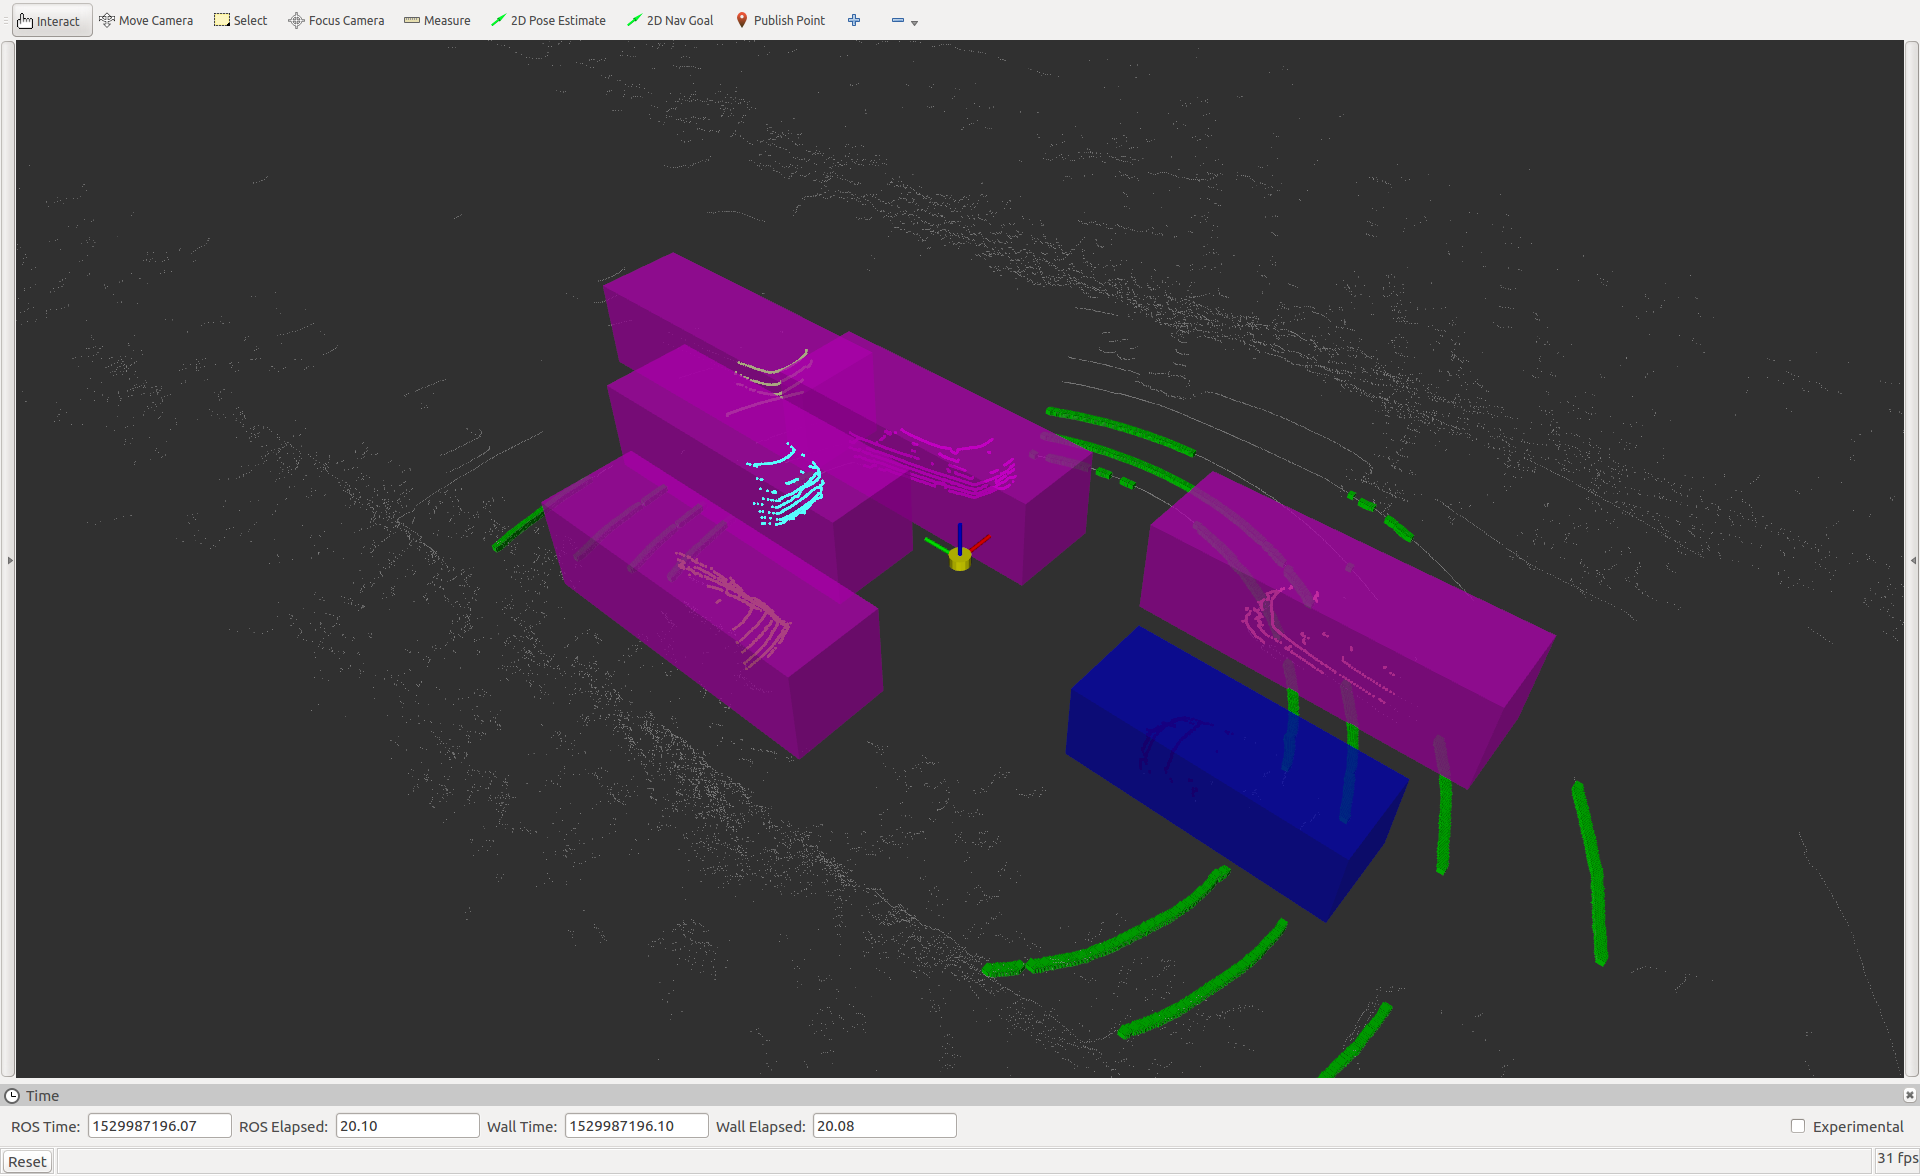 Interact Move Camera Select Focus Camera Measure 2D Pose Estimate 2D Nav Goal Publish Point
Time
ROS Time: 1529987196.07 ROS Elapsed: 20.10 Wall Time: 1529987196.10 Wall Elapsed: 20.08 Experimental
Reset 31 fps